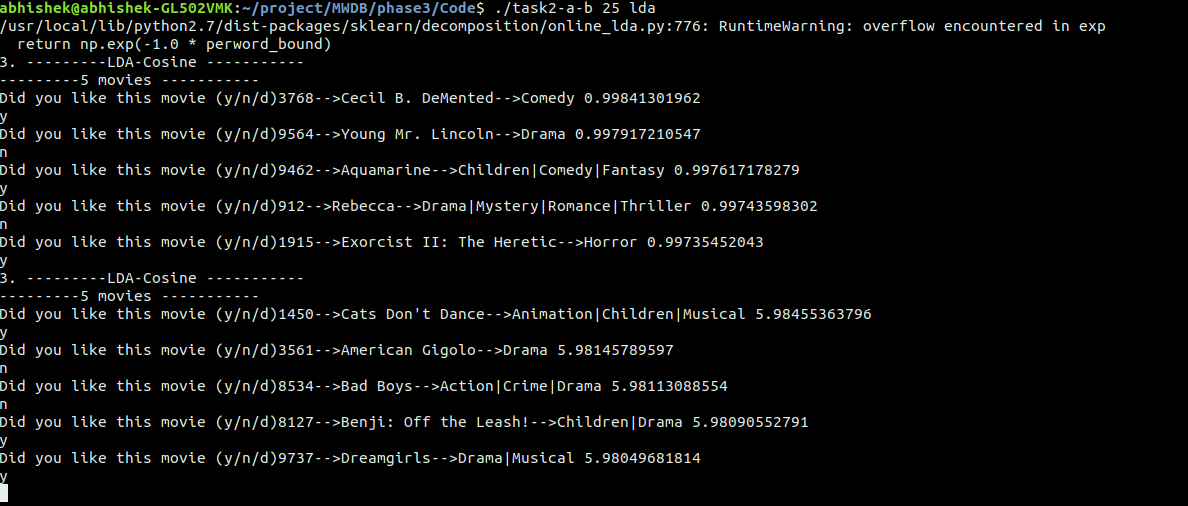 abhishek@abhishek-GL502VMK:~/project/MWDB/phase3/Code$ ./task2-a-b 25 lda
/usr/local/lib/python2.7/dist-packages/sklearn/decomposition/online_lda.py:776: RuntimeWarning: overflow encountered in exp
  return np.exp(-1.0 * perword_bound)
3. ---------LDA-Cosine -----------
---------5 movies -----------
Did you like this movie (y/n/d)3768-->Cecil B. DeMented-->Comedy 0.99841301962
y
Did you like this movie (y/n/d)9564-->Young Mr. Lincoln-->Drama 0.997917210547
n
Did you like this movie (y/n/d)9462-->Aquamarine-->Children|Comedy|Fantasy 0.997617178279
y
Did you like this movie (y/n/d)912-->Rebecca-->Drama|Mystery|Romance|Thriller 0.99743598302
n
Did you like this movie (y/n/d)1915-->Exorcist II: The Heretic-->Horror 0.99735452043
y
3. ---------LDA-Cosine -----------
---------5 movies -----------
Did you like this movie (y/n/d)1450-->Cats Don't Dance-->Animation|Children|Musical 5.98455363796
y
Did you like this movie (y/n/d)3561-->American Gigolo-->Drama 5.98145789597
n
Did you like this movie (y/n/d)8534-->Bad Boys-->Action|Crime|Drama 5.98113088554
n
Did you like this movie (y/n/d)8127-->Benji: Off the Leash!-->Children|Drama 5.98090552791
y
Did you like this movie (y/n/d)9737-->Dreamgirls-->Drama|Musical 5.98049681814
y